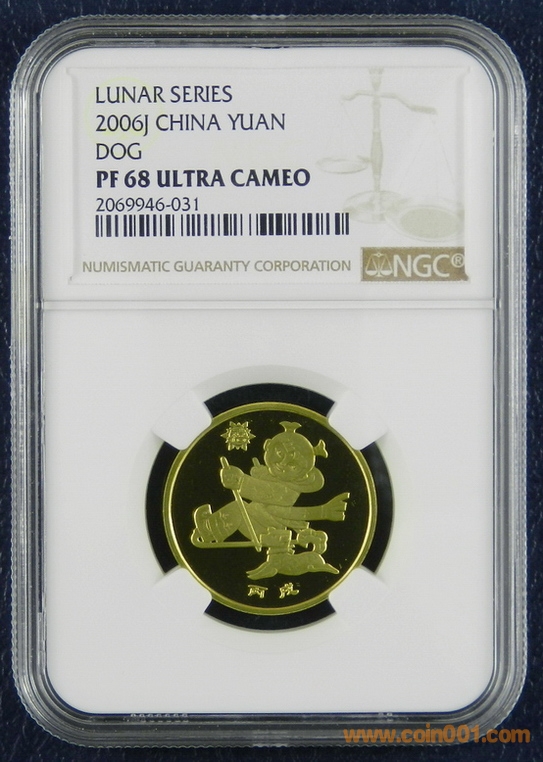 LUNAR SERIES
2006J CHINA YUAN
DOG
PF 68 ULTRA CAMEO
2069946-031
NUMISMATIC GUARANTY CORPORATION NGC®
丙 戌
www.coin001.com